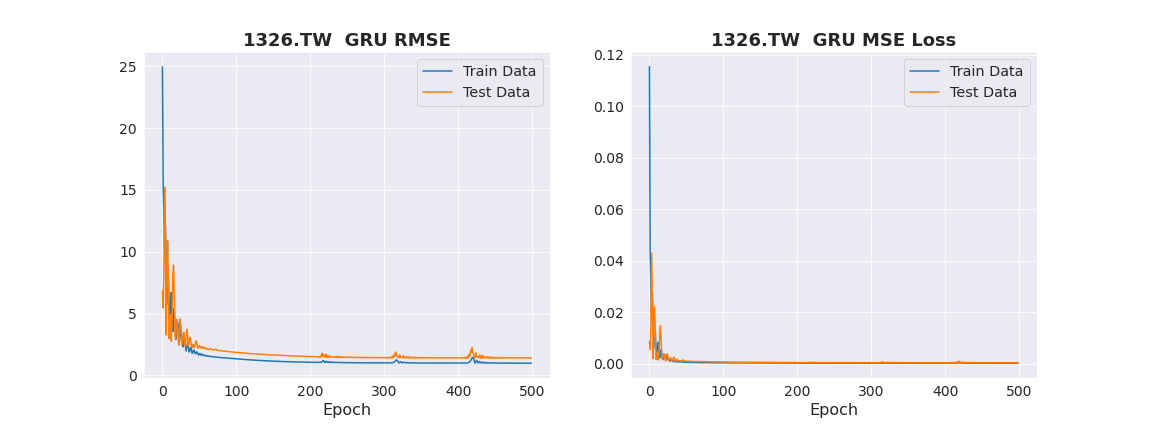 1326.TW  GRU RMSE
25
20
15
10
5
0
0 100 200 300 400 500
Epoch
Train Data
Test Data
1326.TW  GRU MSE Loss
0.12
0.10
0.08
0.06
0.04
0.02
0.00
0 100 200 300 400 500
Epoch
Train Data
Test Data